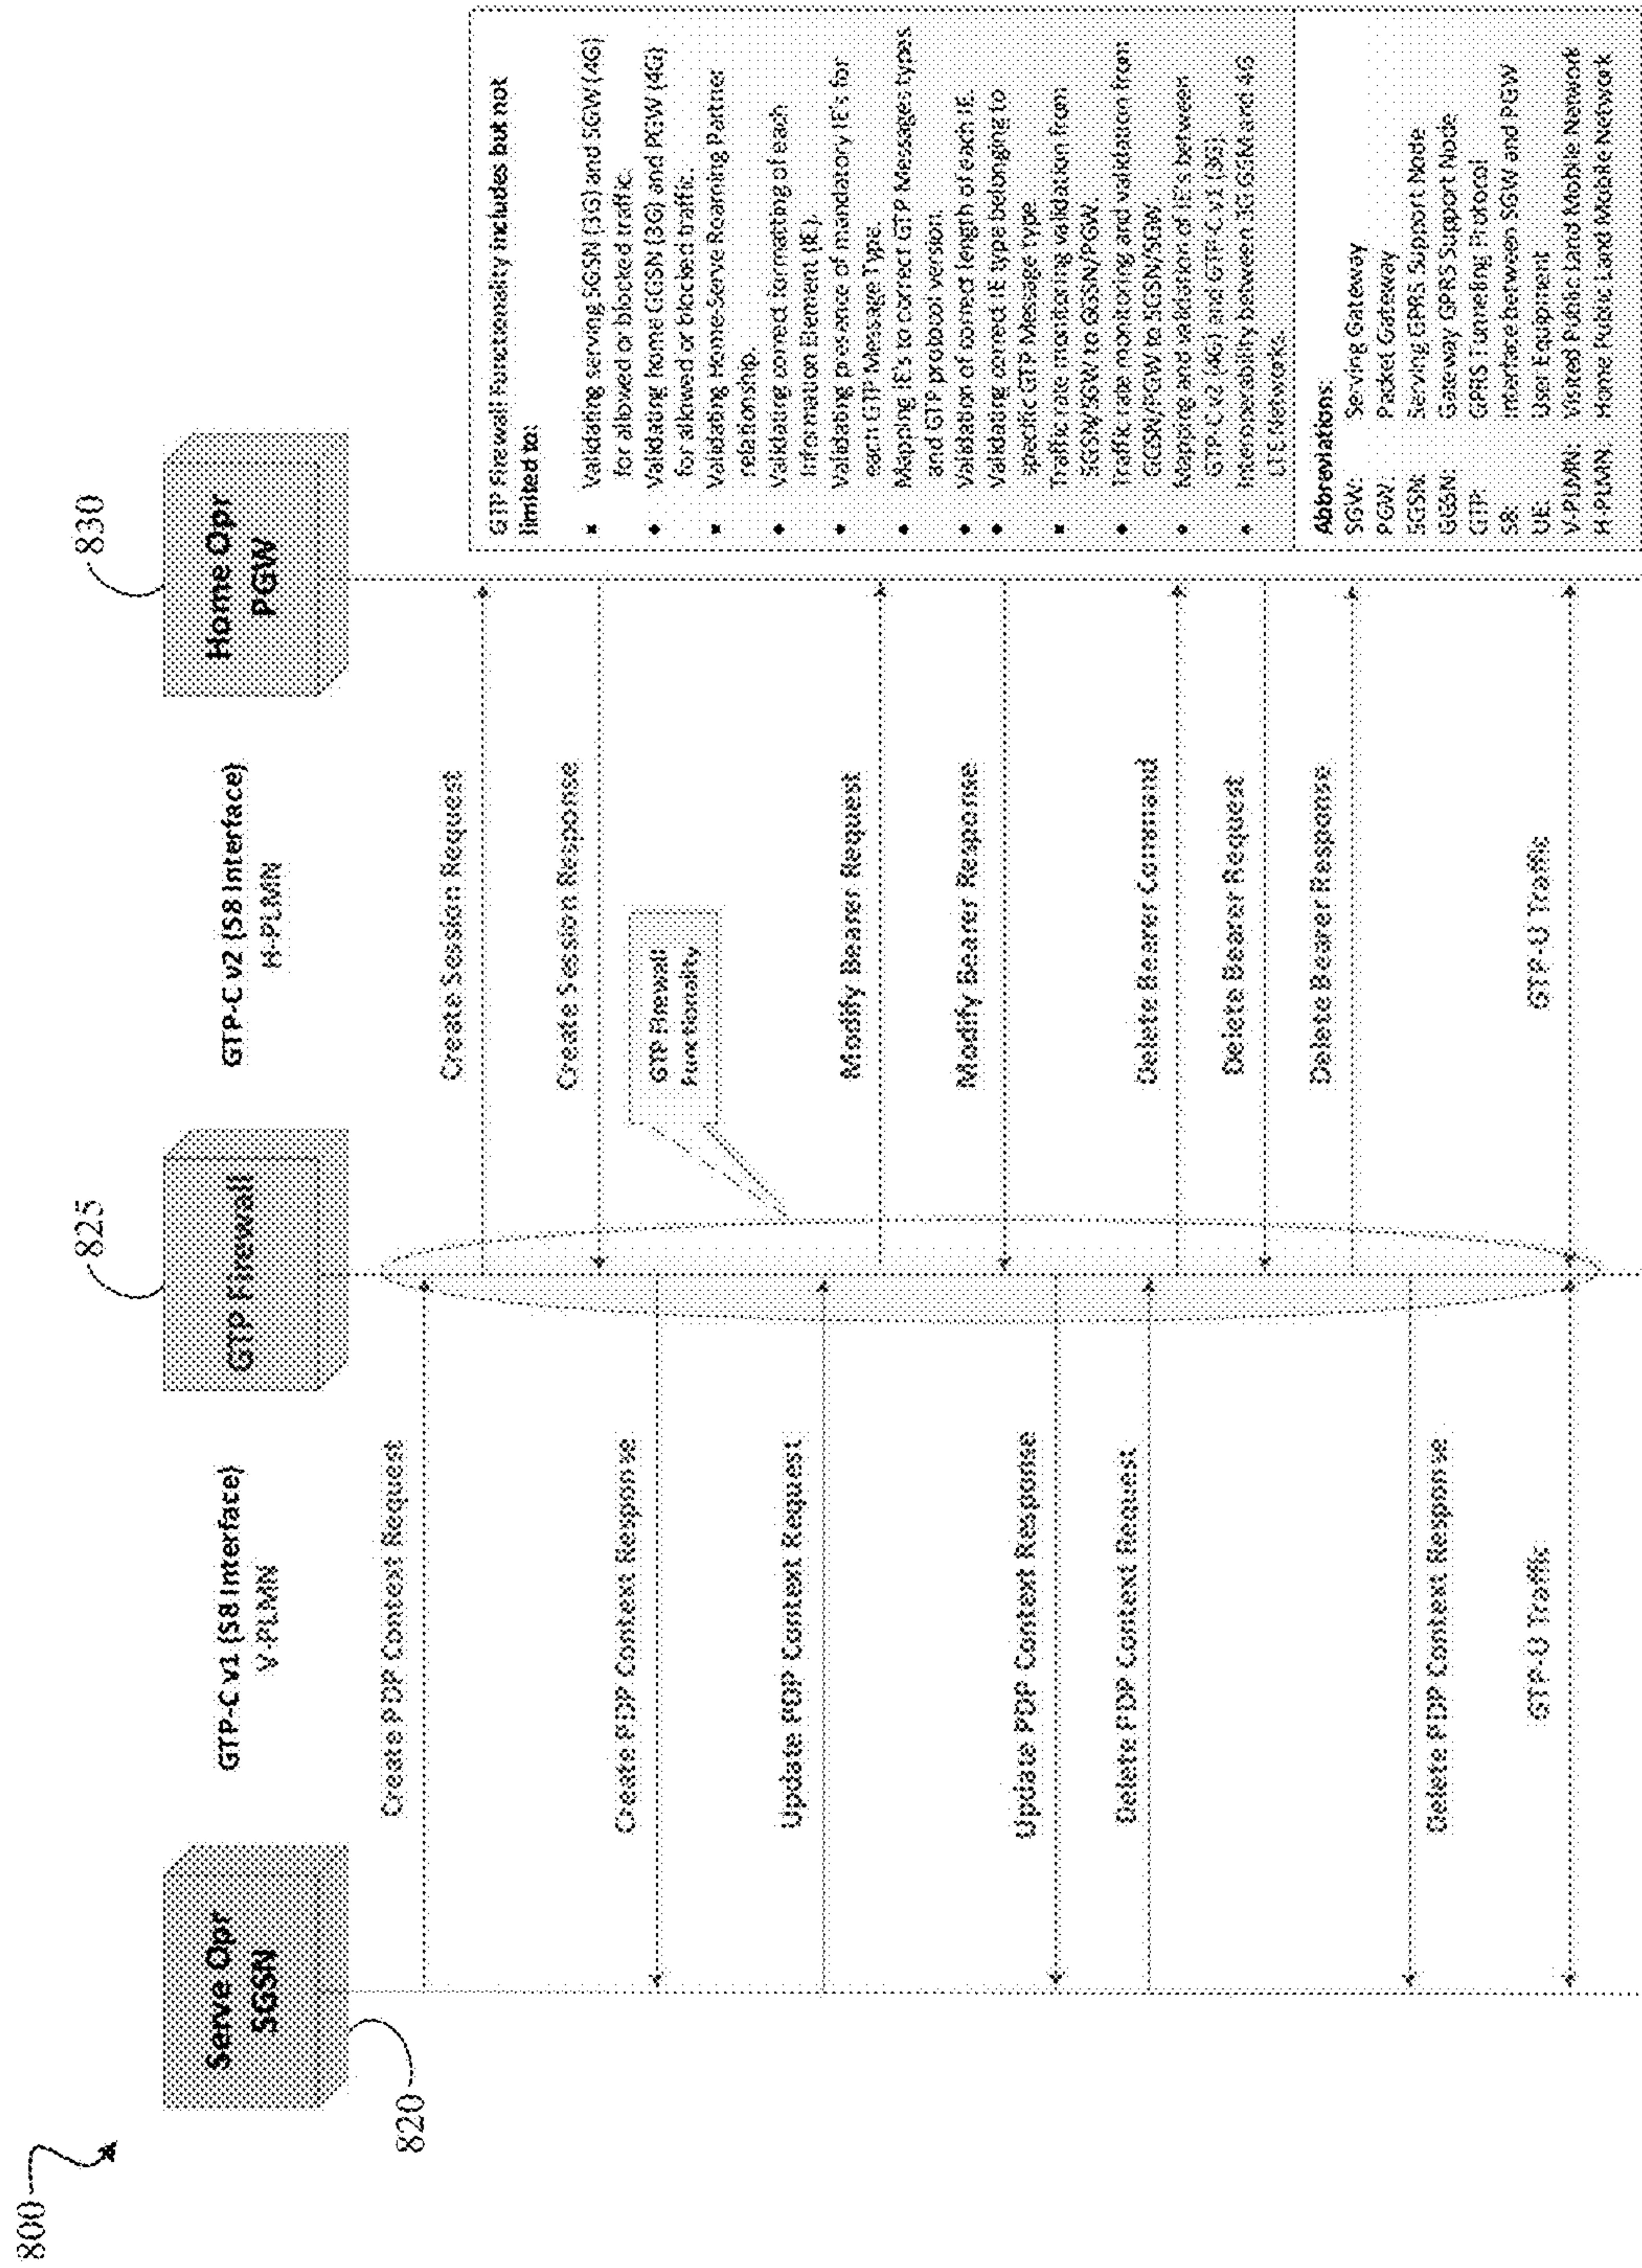 800
820
825
830
Serve Opr
SGSN
GTP Firewall
Home Opr
PGW
GTP-C v1 (S8 Interface)
V-PLMN
GTP-C v2 (S8 Interface)
H-PLMN
Create PDP Context Request
Create Session Request
Create Session Response
Create PDP Context Response
GTP Firewall
Functionality
Update PDP Context Request
Modify Bearer Request
Modify Bearer Response
Update PDP Context Response
Delete PDP Context Request
Delete Bearer Command
Delete Bearer Request
Delete Bearer Response
Delete PDP Context Response
GTP-U Traffic
GTP-U Traffic
GTP Firewall Functionality includes but not
limited to:
Validating serving SGSN (3G) and SGW (4G)
for allowed or blocked traffic.
Validating home GGSN (3G) and PGW (4G)
for allowed or blocked traffic.
Validating Home-Serve Roaming Partner
relationship.
Validating correct formatting of each
Information Element (IE).
Validating presence of mandatory IE's for
each GTP Message Type.
Mapping IE's to correct GTP Messages types
and GTP protocol version.
Validation of correct length of each IE.
Validating correct IE type belonging to
specific GTP Message type.
Traffic rate monitoring validation from
SGSN/SGW to GGSN/PGW
Traffic rate monitoring and validation from
GGSN/PGW to SGSN/SGW
Mapping and validation of IE's between
GTP-C v2 (4G) and GTP-C v1 (3G).
Interoperability between 3G GSM and 4G
LTE networks.
Abbreviations:
SGW: Serving Gateway
PGW: Packet Gateway
SGSN: Serving GPRS Support Node
GGSN: Gateway GPRS Support Node
GTP: GPRS Tunneling Protocol
S8: Interface between SGW and PGW
UE: User Equipment
V-PLMN: Visited Public Land Mobile Network
H-PLMN: Home Public Land Mobile Network